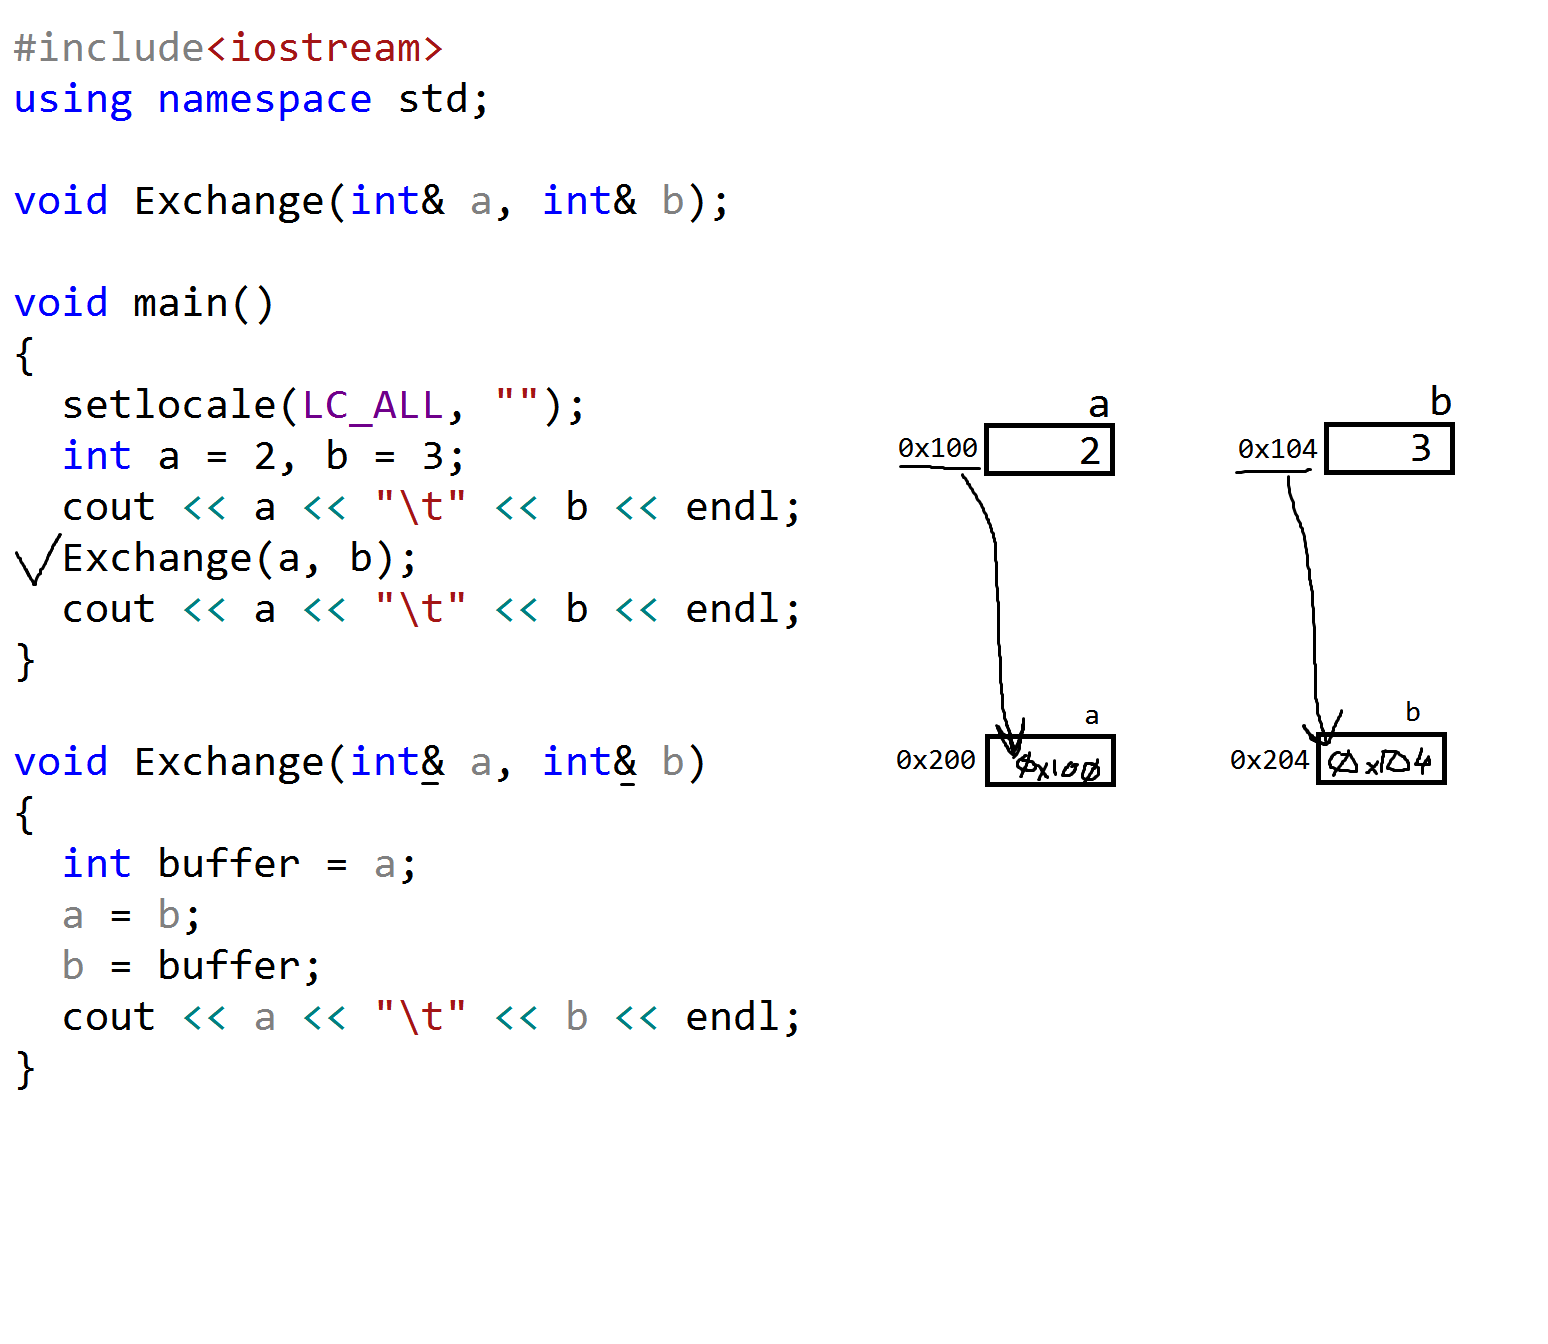 #include<iostream>
using namespace std;
void Exchange(int& a, int& b);
void main()
{
setlocale(LC_ALL, "");
int a = 2, b = 3;
cout << a << "\t" << b << endl;
Exchange(a, b);
cout << a << "\t" << b << endl;
}
void Exchange(int& a, int& b)
{
int buffer = a;
a = b;
b = buffer;
cout << a << "\t" << b << endl;
}
a
b
0x100 2
0x104 3
a
b
0x200 0x100
0x204 0x104